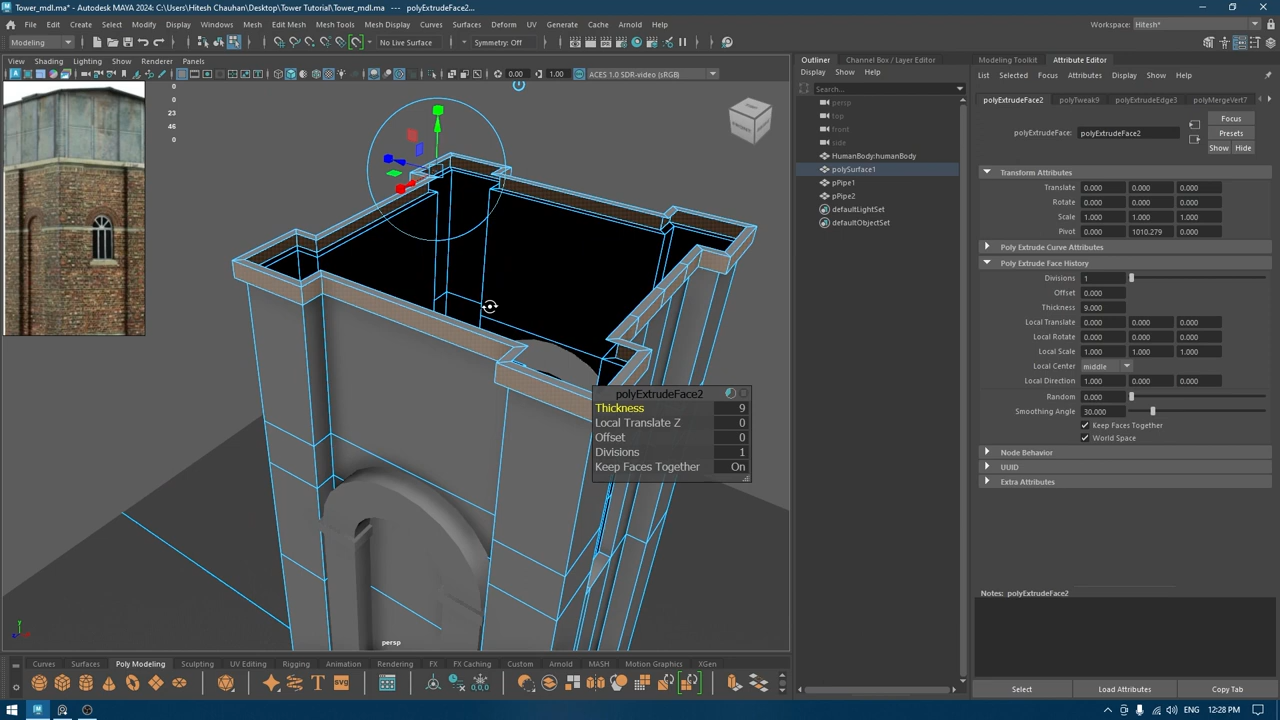 Tower_mdl.ma* - Autodesk MAYA 2024: C:\Users\Hitesh Chauhan\Desktop\Tower Tutorial\Tower_mdl.ma* --- polyExtrudeFace2...
File Edit Create Select Modify Display Windows Mesh Edit Mesh Mesh Tools Mesh Display Curves Surfaces Deform UV Generate Cache Arnold Help
Workspace: Hitesh*
Modeling No Live Surface Symmetry: Off
View Shading Lighting Show Renderer Panels
0.00 1.00 ACES 1.0 SDR-video (sRGB)
0
0
23
46
0
persp
polyExtrudeFace2
Thickness 9
Local Translate Z 0
Offset 0
Divisions 1
Keep Faces Together On
Outliner Channel Box / Layer Editor
Display Show Help
Search...
persp
top
front
side
HumanBody:humanBody
polySurface1
pPipe1
pPipe2
defaultLightSet
defaultObjectSet
Modeling Toolkit Attribute Editor
List Selected Focus Attributes Display Show Help
polyExtrudeFace2 polyTweak9 polyExtrudeEdge3 polyMergeVert7
polyExtrudeFace: polyExtrudeFace2
Focus
Presets
Show Hide
Transform Attributes
Translate 0.000 0.000 0.000
Rotate 0.000 0.000 0.000
Scale 1.000 1.000 1.000
Pivot 0.000 1010.279 0.000
Poly Extrude Curve Attributes
Poly Extrude Face History
Divisions 1
Offset 0.000
Thickness 9.000
Local Translate 0.000 0.000 0.000
Local Rotate 0.000 0.000 0.000
Local Scale 1.000 1.000 1.000
Local Center middle
Local Direction 1.000 0.000 0.000
Random 0.000
Smoothing Angle 30.000
Keep Faces Together
World Space
Node Behavior
UUID
Extra Attributes
Notes: polyExtrudeFace2
Select Load Attributes Copy Tab
Curves Surfaces Poly Modeling Sculpting UV Editing Rigging Animation Rendering FX FX Caching Custom Arnold MASH Motion Graphics XGen
svg
0,0,0
ENG 12:28 PM